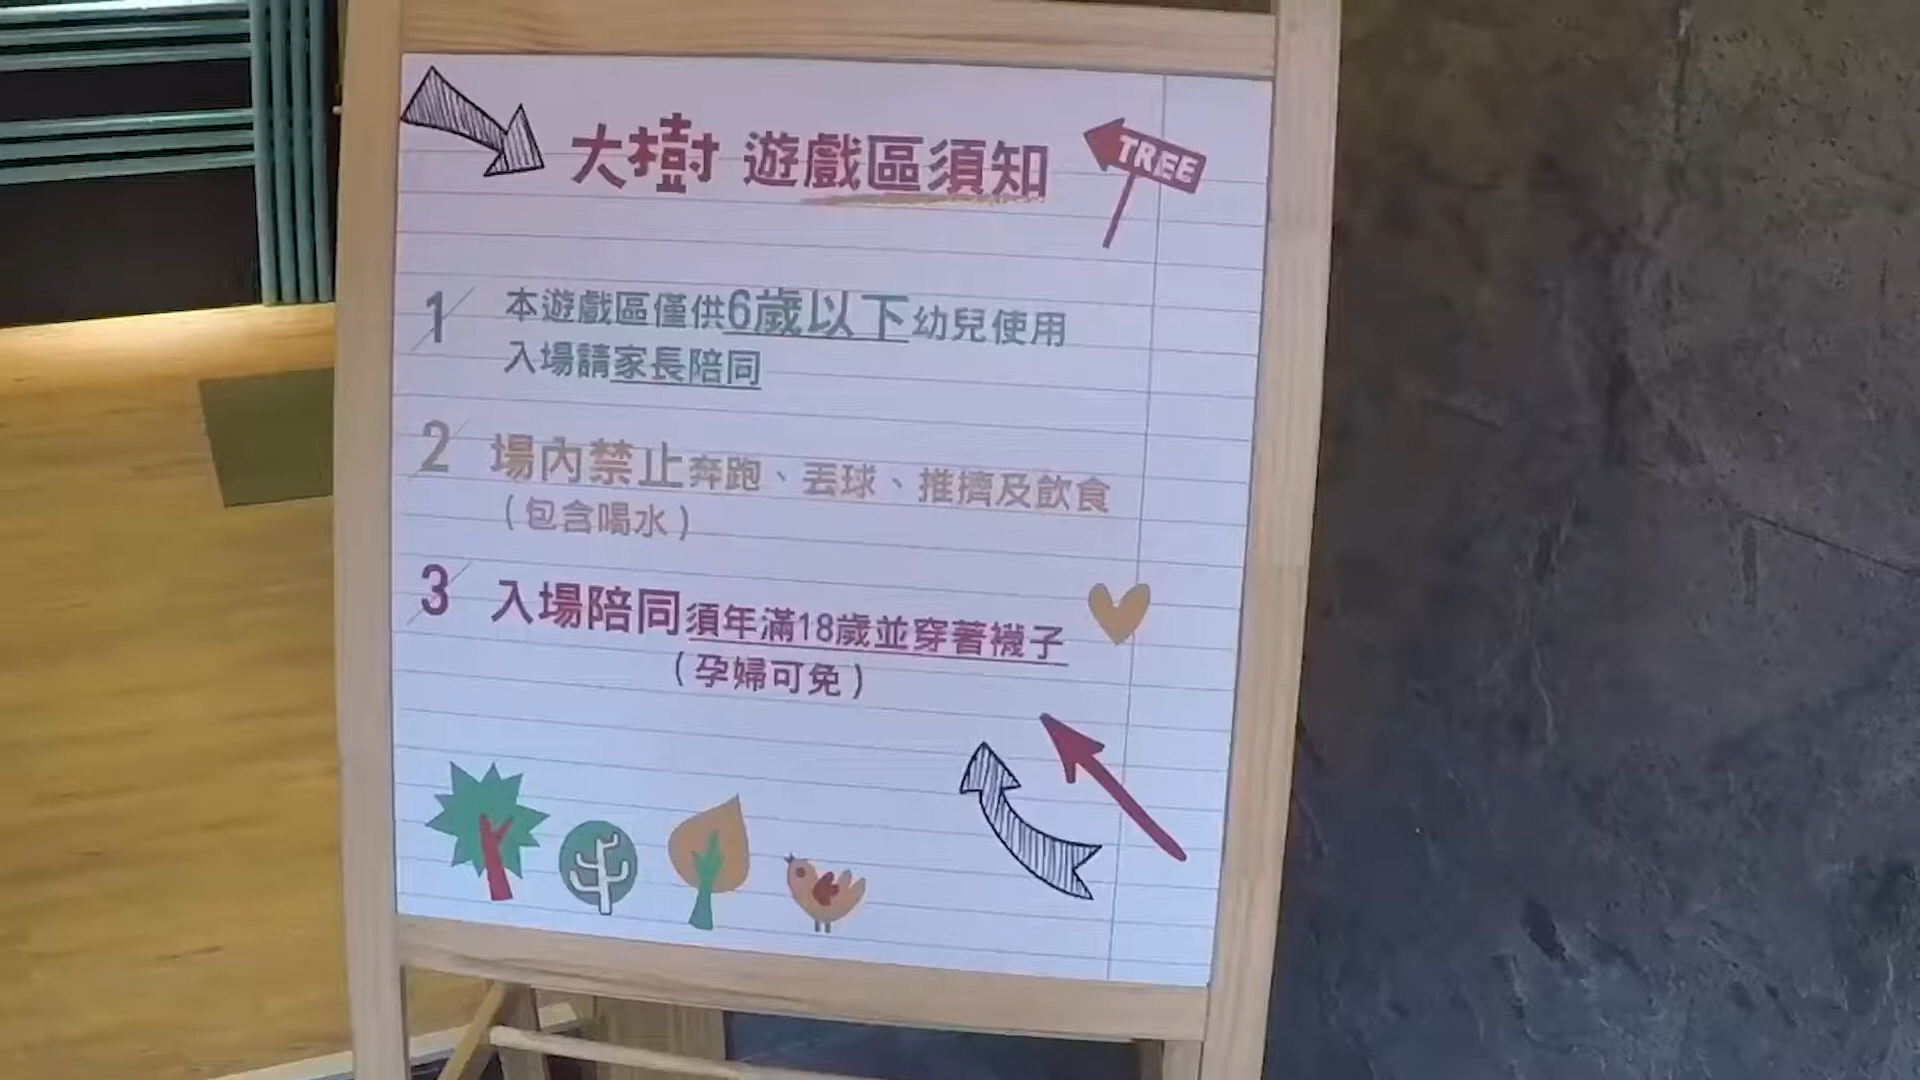 大樹 遊戲區須知
TREE
1 本遊戲區僅供6歲以下幼兒使用
入場請家長陪同
2 場內禁止奔跑、丟球、推擠及飲食
(包含喝水)
3 入場陪同須年滿18歲並穿著襪子
(孕婦可免)